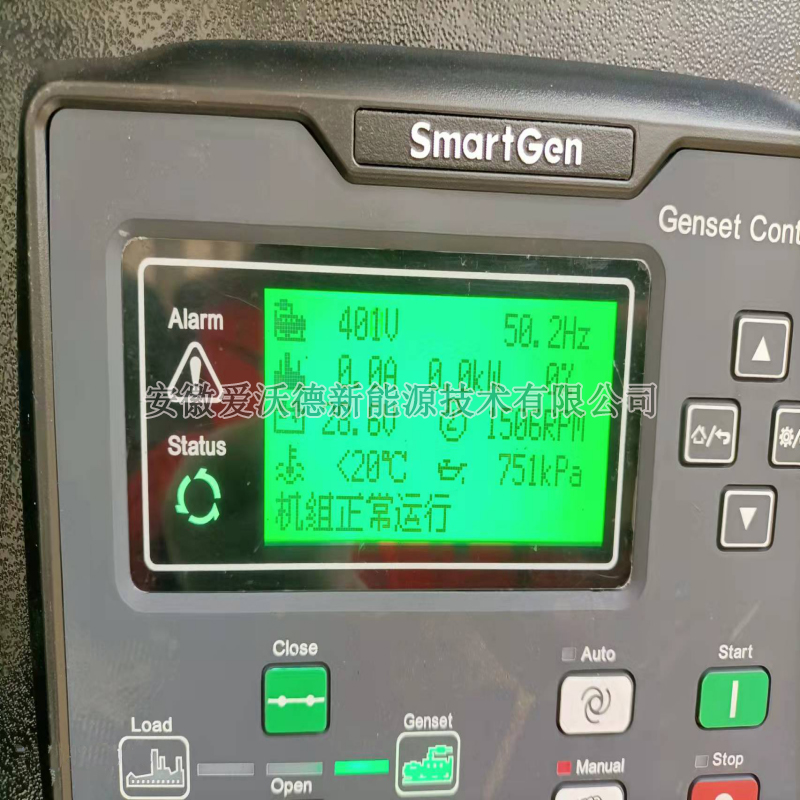 SmartGen
Genset Cont
Alarm
401V 50.2Hz
0.0A 0.0kW 0%
安徽爱沃德新能源技术有限公司
Status
28.6V 1506RPM
<20℃ 751kPa
机组正常运行
Close
Auto
Start
Load
Genset
Open
Manual
Stop